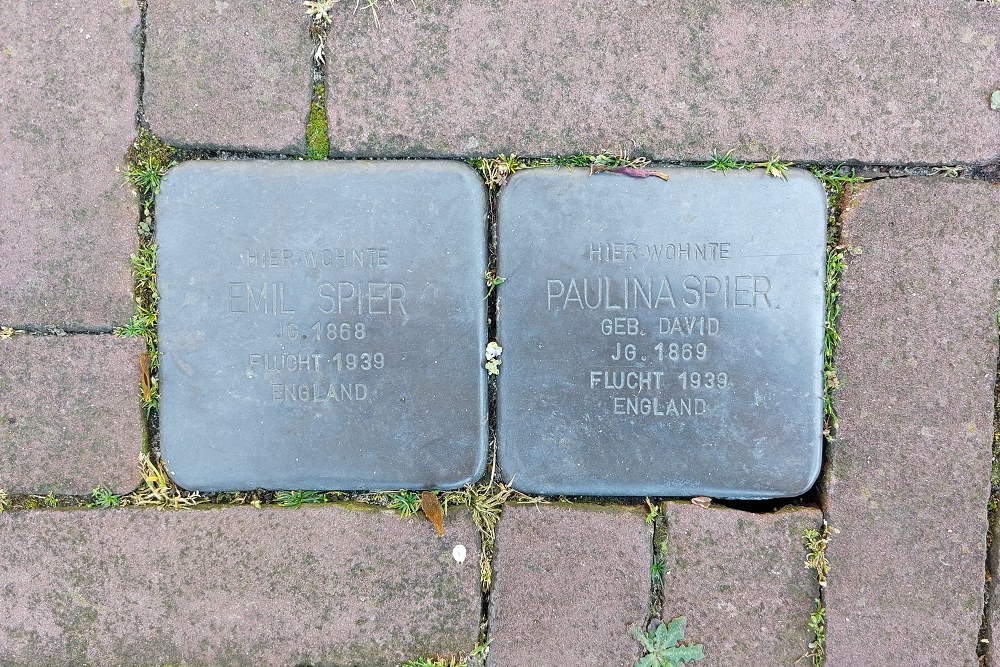 HIER WOHNTE
EMIL SPIER
JG. 1868
FLUCHT 1939
ENGLAND
HIER WOHNTE
PAULINA SPIER
GEB. DAVID
JG. 1869
FLUCHT 1939
ENGLAND